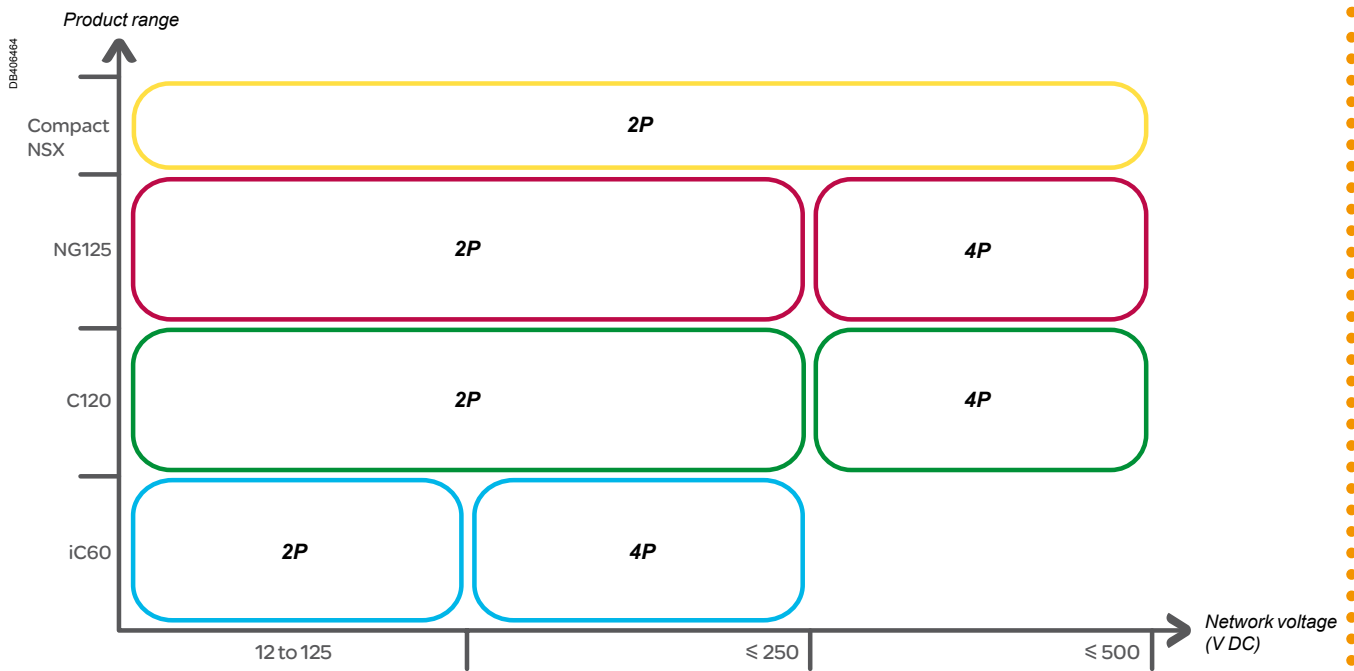 Product range
DB406464
Compact
NSX
2P
NG125
2P
4P
C120
2P
4P
iC60
2P
4P
12 to 125
⩽ 250
⩽ 500
Network voltage
(V DC)